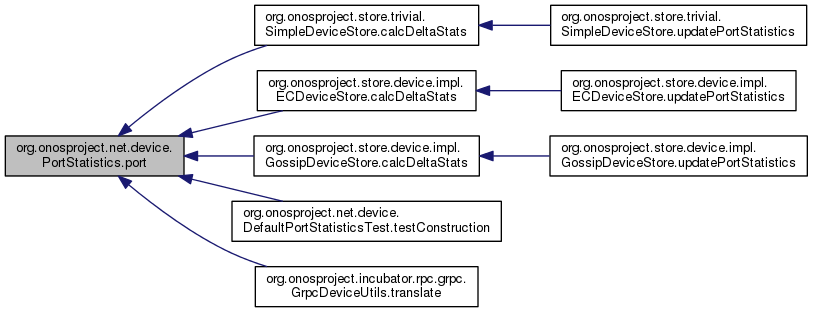 org.onosproject.store.trivial.
SimpleDeviceStore.calcDeltaStats
org.onosproject.store.trivial.
SimpleDeviceStore.updatePortStatistics
org.onosproject.store.device.impl.
ECDeviceStore.calcDeltaStats
org.onosproject.store.device.impl.
ECDeviceStore.updatePortStatistics
org.onosproject.net.device.
PortStatistics.port
org.onosproject.store.device.impl.
GossipDeviceStore.calcDeltaStats
org.onosproject.store.device.impl.
GossipDeviceStore.updatePortStatistics
org.onosproject.net.device.
DefaultPortStatisticsTest.testConstruction
org.onosproject.incubator.rpc.grpc.
GrpcDeviceUtils.translate